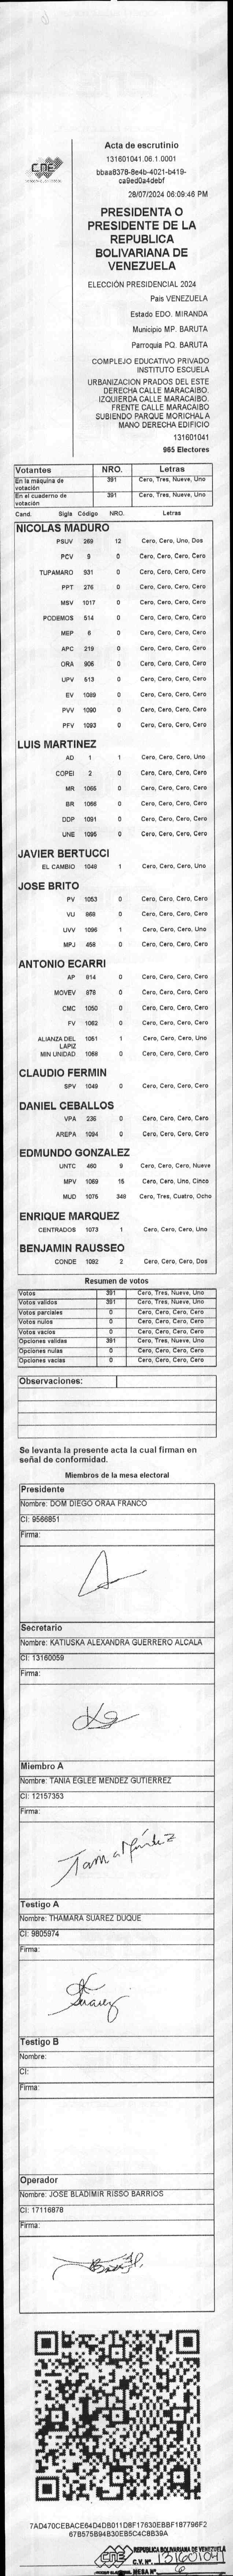 CNE
Acta de escrutinio
131601041.06.1.0001
bbaa8378-8e4b-4021-b419-
ca9ed0a4debf
28/07/2024 06:09:46 PM
PRESIDENTA O
PRESIDENTE DE LA
REPUBLICA
BOLIVARIANA DE
VENEZUELA
ELECCIÓN PRESIDENCIAL 2024
País VENEZUELA
Estado EDO. MIRANDA
Municipio MP. BARUTA
Parroquia PQ. BARUTA
COMPLEJO EDUCATIVO PRIVADO
INSTITUTO ESCUELA
URBANIZACION PRADOS DEL ESTE
DERECHA CALLE MARACAIBO.
IZQUIERDA CALLE MARACAIBO.
FRENTE CALLE MARACAIBO
SUBIENDO PARQUE MORICHAL A
MANO DERECHA EDIFICIO
131601041
965 Electores
Votantes NRO. Letras
En la máquina de votación 391 Cero, Tres, Nueve, Uno
En el cuaderno de votación 391 Cero, Tres, Nueve, Uno
Cand. Sigla Código NRO. Letras
NICOLAS MADURO
PSUV 269 12 Cero, Cero, Uno, Dos
PCV 9 0 Cero, Cero, Cero, Cero
TUPAMARO 931 0 Cero, Cero, Cero, Cero
PPT 276 0 Cero, Cero, Cero, Cero
MSV 1017 0 Cero, Cero, Cero, Cero
PODEMOS 514 0 Cero, Cero, Cero, Cero
MEP 6 0 Cero, Cero, Cero, Cero
APC 219 0 Cero, Cero, Cero, Cero
ORA 906 0 Cero, Cero, Cero, Cero
UPV 613 0 Cero, Cero, Cero, Cero
EV 1089 0 Cero, Cero, Cero, Cero
PVV 1090 0 Cero, Cero, Cero, Cero
PFV 1093 0 Cero, Cero, Cero, Cero
LUIS MARTINEZ
AD 1 1 Cero, Cero, Cero, Uno
COPEI 2 0 Cero, Cero, Cero, Cero
MR 1065 0 Cero, Cero, Cero, Cero
BR 1066 0 Cero, Cero, Cero, Cero
DDP 1091 0 Cero, Cero, Cero, Cero
UNE 1095 0 Cero, Cero, Cero, Cero
JAVIER BERTUCCI
EL CAMBIO 1048 1 Cero, Cero, Cero, Uno
JOSE BRITO
PV 1053 0 Cero, Cero, Cero, Cero
VU 969 0 Cero, Cero, Cero, Cero
UVV 1096 1 Cero, Cero, Cero, Uno
MPJ 458 0 Cero, Cero, Cero, Cero
ANTONIO ECARRI
AP 914 0 Cero, Cero, Cero, Cero
MOVEV 978 0 Cero, Cero, Cero, Cero
CMC 1050 0 Cero, Cero, Cero, Cero
FV 1062 0 Cero, Cero, Cero, Cero
ALIANZA DEL LAPIZ 1051 1 Cero, Cero, Cero, Uno
MIN UNIDAD 1068 0 Cero, Cero, Cero, Cero
CLAUDIO FERMIN
SPV 1049 0 Cero, Cero, Cero, Cero
DANIEL CEBALLOS
VPA 236 0 Cero, Cero, Cero, Cero
AREPA 1094 0 Cero, Cero, Cero, Cero
EDMUNDO GONZALEZ
UNTC 460 9 Cero, Cero, Cero, Nueve
MPV 1069 15 Cero, Cero, Uno, Cinco
MUD 1075 348 Cero, Tres, Cuatro, Ocho
ENRIQUE MARQUEZ
CENTRADOS 1073 1 Cero, Cero, Cero, Uno
BENJAMIN RAUSSEO
CONDE 1092 2 Cero, Cero, Cero, Dos
Resumen de votos
Votos 391 Cero, Tres, Nueve, Uno
Votos validos 391 Cero, Tres, Nueve, Uno
Votos parciales 0 Cero, Cero, Cero, Cero
Votos nulos 0 Cero, Cero, Cero, Cero
Votos vacíos 0 Cero, Cero, Cero, Cero
Opciones validas 391 Cero, Tres, Nueve, Uno
Opciones nulas 0 Cero, Cero, Cero, Cero
Opciones vacías 0 Cero, Cero, Cero, Cero
Observaciones:
Se levanta la presente acta la cual firman en
señal de conformidad.
Miembros de la mesa electoral
Presidente
Nombre: DOM DIEGO ORAA FRANCO
CI: 9566851
Firma:
Secretario
Nombre: KATIUSKA ALEXANDRA GUERRERO ALCALA
CI: 13160059
Firma:
Miembro A
Nombre: TANIA EGLEE MENDEZ GUTIERREZ
CI: 12157353
Firma:
Tania Méndez
Testigo A
Nombre: THAMARA SUAREZ DUQUE
CI: 9805974
Firma:
Suarez
Testigo B
Nombre:
CI:
Firma:
Operador
Nombre: JOSE BLADIMIR RISSO BARRIOS
CI: 17116878
Firma:
7AD470CEBACE64D4DB011D8F17630EBBF187796F2
67B575B94B30EB5C4C8B39A
CNE
REPUBLICA BOLIVARIANA DE VENEZUELA
C.V. N°. 131601041
PODER ELECTORAL MESA N° 6